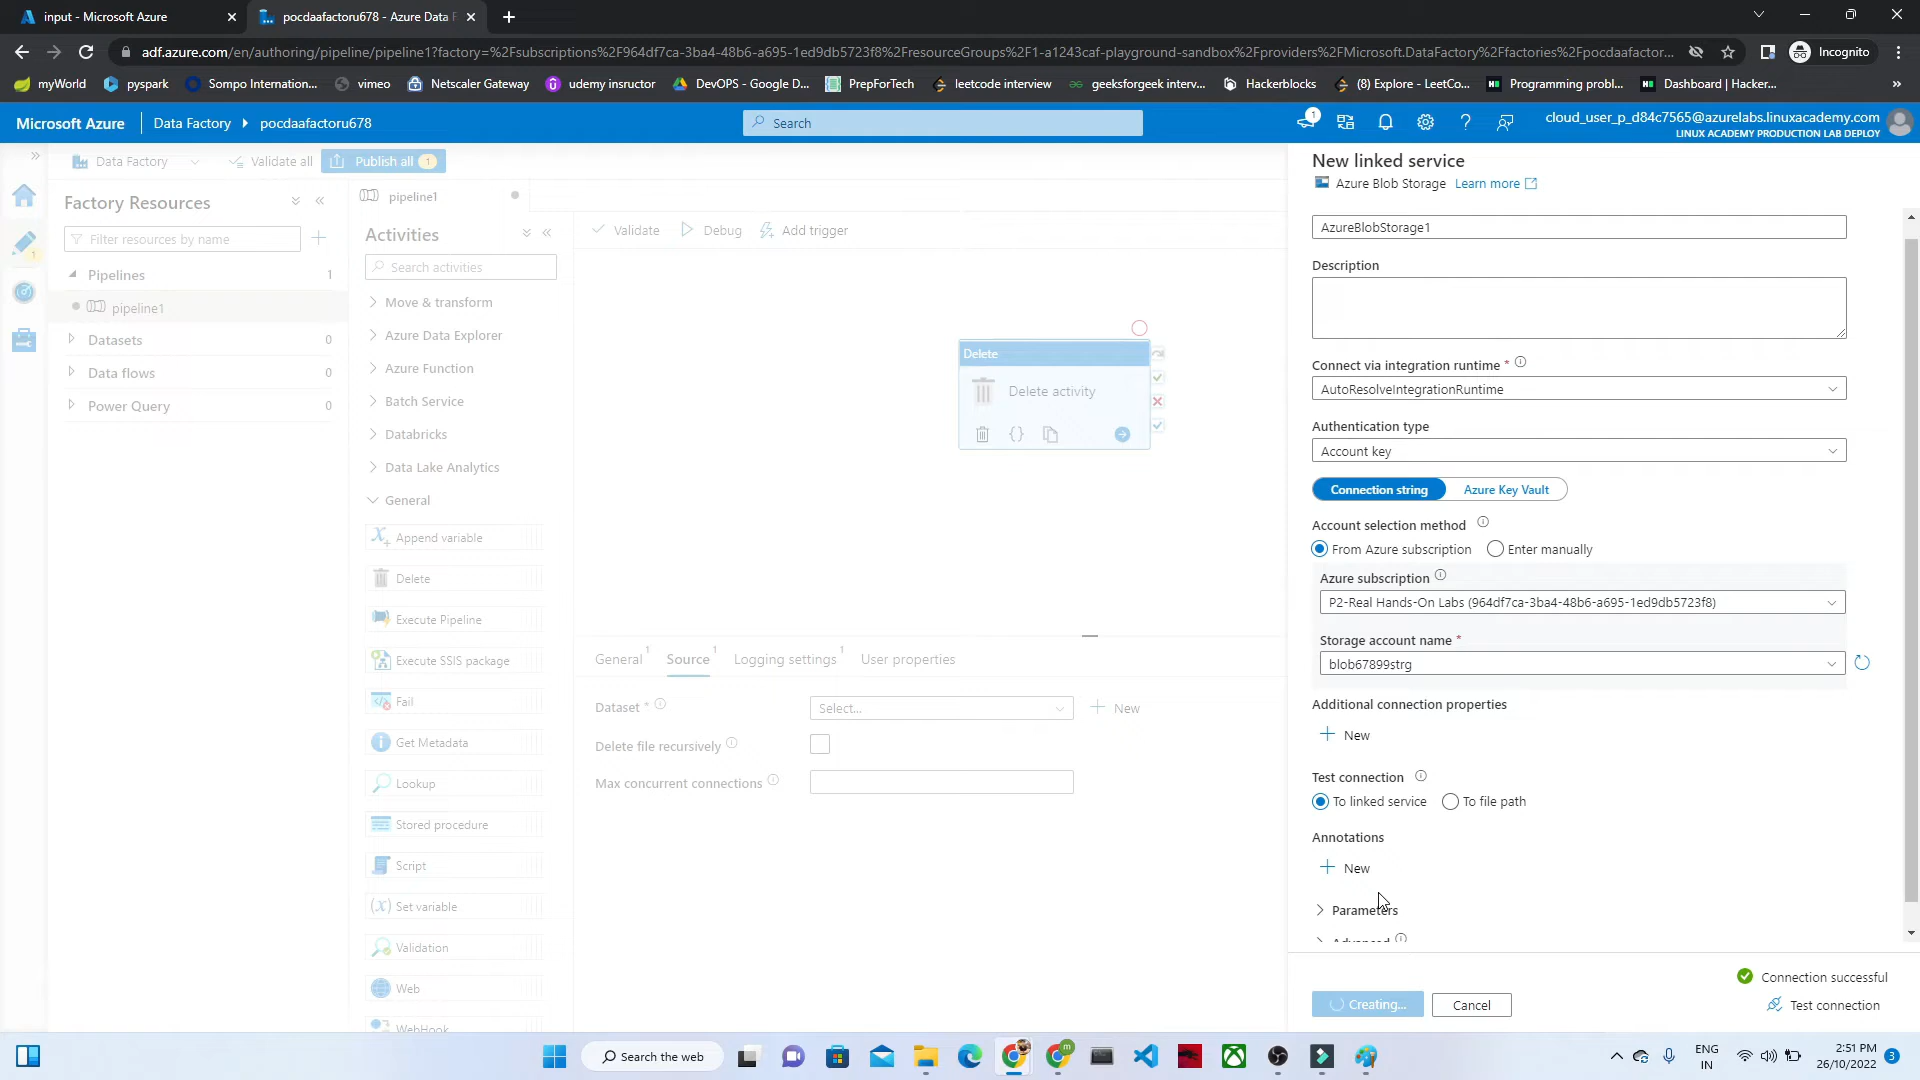 input - Microsoft Azure
pocdaafactoru678 - Azure Data F
adf.azure.com/en/authoring/pipeline/pipeline1?factory=%2Fsubscriptions%2F964df7ca-3ba4-48b6-a695-1ed9db5723f8%2FresourceGroups%2F1-a1243caf-playground-sandbox%2Fproviders%2FMicrosoft.DataFactory%2Ffactories%2Fpocdaafactor...
Incognito
myWorld
pyspark
Sompo Internation...
vimeo
Netscaler Gateway
udemy insructor
DevOPS - Google D...
PrepForTech
leetcode interview
geeksforgeek interv...
Hackerblocks
(8) Explore - LeetCo...
Programming probl...
Dashboard | Hacker...
Microsoft Azure
Data Factory
pocdaafactoru678
Search
1
cloud_user_p_d84c7565@azurelabs.linuxacademy.com
LINUX ACADEMY PRODUCTION LAB DEPLOY
Data Factory
Validate all
Publish all 1
Factory Resources
Filter resources by name
1
Pipelines 1
pipeline1
Datasets 0
Data flows 0
Power Query 0
pipeline1
Activities
Search activities
Move & transform
Azure Data Explorer
Azure Function
Batch Service
Databricks
Data Lake Analytics
General
Append variable
Delete
Execute Pipeline
Execute SSIS package
Fail
Get Metadata
Lookup
Stored procedure
Script
Set variable
Validation
Web
WebHook
Validate
Debug
Add trigger
Delete
Delete activity
General 1
Source 1
Logging settings 1
User properties
Dataset *
Select...
New
Delete file recursively
Max concurrent connections
New linked service
Azure Blob Storage Learn more
AzureBlobStorage1
Description
Connect via integration runtime *
AutoResolveIntegrationRuntime
Authentication type
Account key
Connection string
Azure Key Vault
Account selection method
From Azure subscription
Enter manually
Azure subscription
P2-Real Hands-On Labs (964df7ca-3ba4-48b6-a695-1ed9db5723f8)
Storage account name *
blob67899strg
Additional connection properties
New
Test connection
To linked service
To file path
Annotations
New
Parameters
Advanced
Connection successful
Creating...
Cancel
Test connection
Search the web
m
ENG
IN
2:51 PM
26/10/2022
3